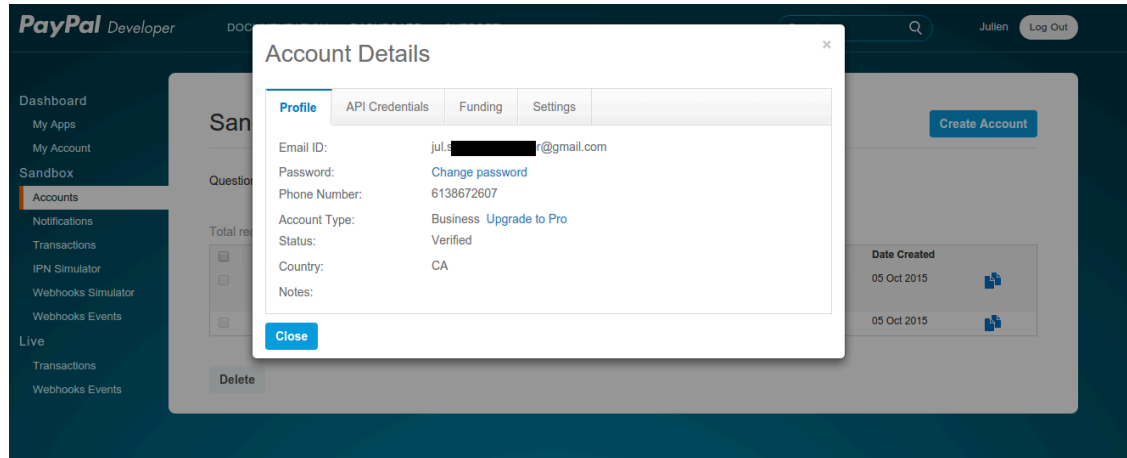 PayPal Developer
Julien
Log Out
Account Details
×
Dashboard
My Apps
My Account
Sandbox
Accounts
Notifications
Transactions
IPN Simulator
Webhooks Simulator
Webhooks Events
Live
Transactions
Webhooks Events
Create Account
Profile API Credentials Funding Settings
Email ID: jul.s r@gmail.com
Password: Change password
Phone Number: 6138672607
Account Type: Business Upgrade to Pro
Status: Verified
Country: CA
Notes:
Close
Total
Date Created
05 Oct 2015
05 Oct 2015
Delete